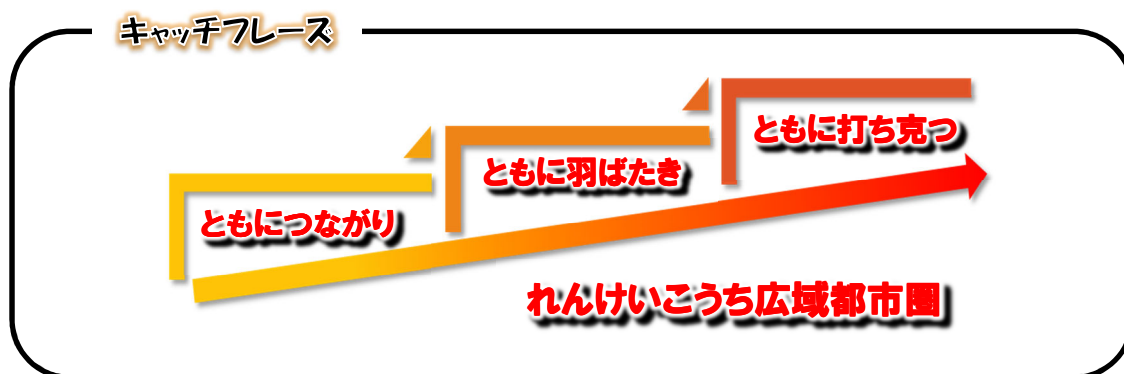 キャッチフレーズ
ともにつながり
ともに羽ばたき
ともに打ち克つ
れんけいこうち広域都市圏